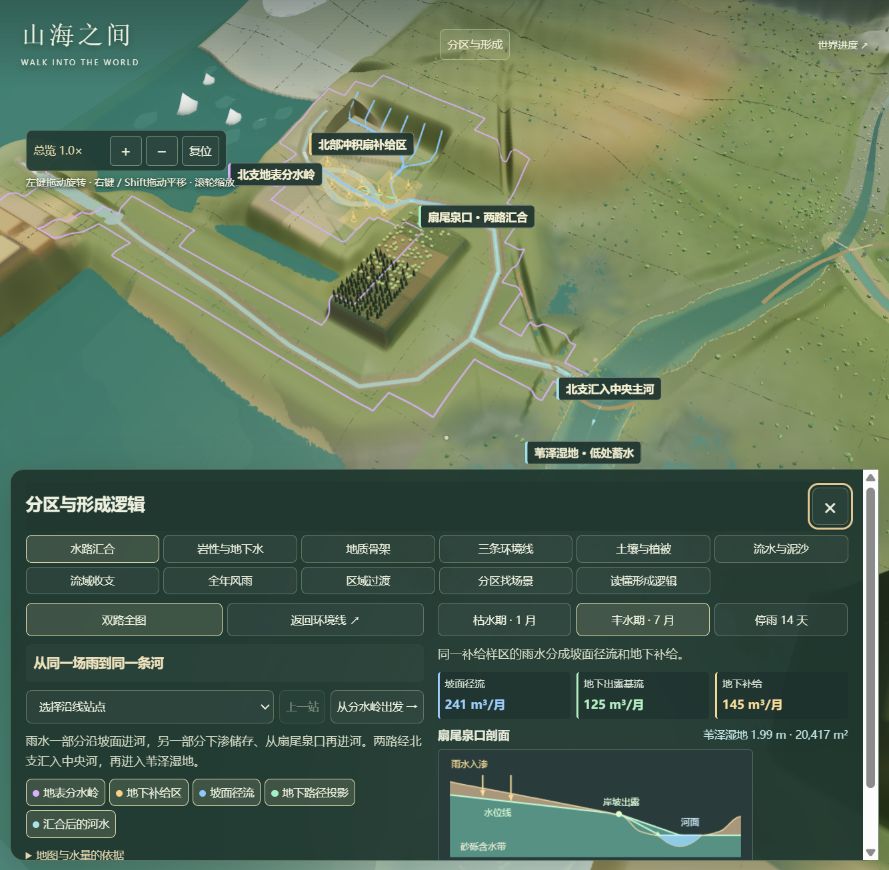 山海之间
WALK INTO THE WORLD
分区与形成
世界进度 ↗
总览 1.0×
+
−
复位
左键拖动旋转 · 右键 / Shift拖动平移 · 滚轮缩放
北部冲积扇补给区
北支地表分水岭
扇尾泉口 · 两路汇合
北支汇入中央主河
苇泽湿地 · 低处蓄水
分区与形成逻辑
×
水路汇合
岩性与地下水
地质骨架
三条环境线
土壤与植被
流水与泥沙
流域收支
全年风雨
区域过渡
分区找场景
读懂形成逻辑
双路全图
返回环境线 ↗
枯水期 · 1 月
丰水期 · 7 月
停雨 14 天
从同一场雨到同一条河
选择沿线站点
上一站
从分水岭出发 →
雨水一部分沿坡面进河，另一部分下渗储存、从扇尾泉口再进河。两路经北
支汇入中央河，再进入苇泽湿地。
地表分水岭
地下补给区
坡面径流
地下路径投影
汇合后的河水
▶ 地图与水量的依据
同一补给样区的雨水分成坡面径流和地下补给。
坡面径流
241 m³/月
地下出露基流
125 m³/月
地下补给
145 m³/月
扇尾泉口剖面
苇泽湿地 1.99 m · 20,417 m²
雨水入渗
水位线
岸坡出露
河面
砂砾含水带